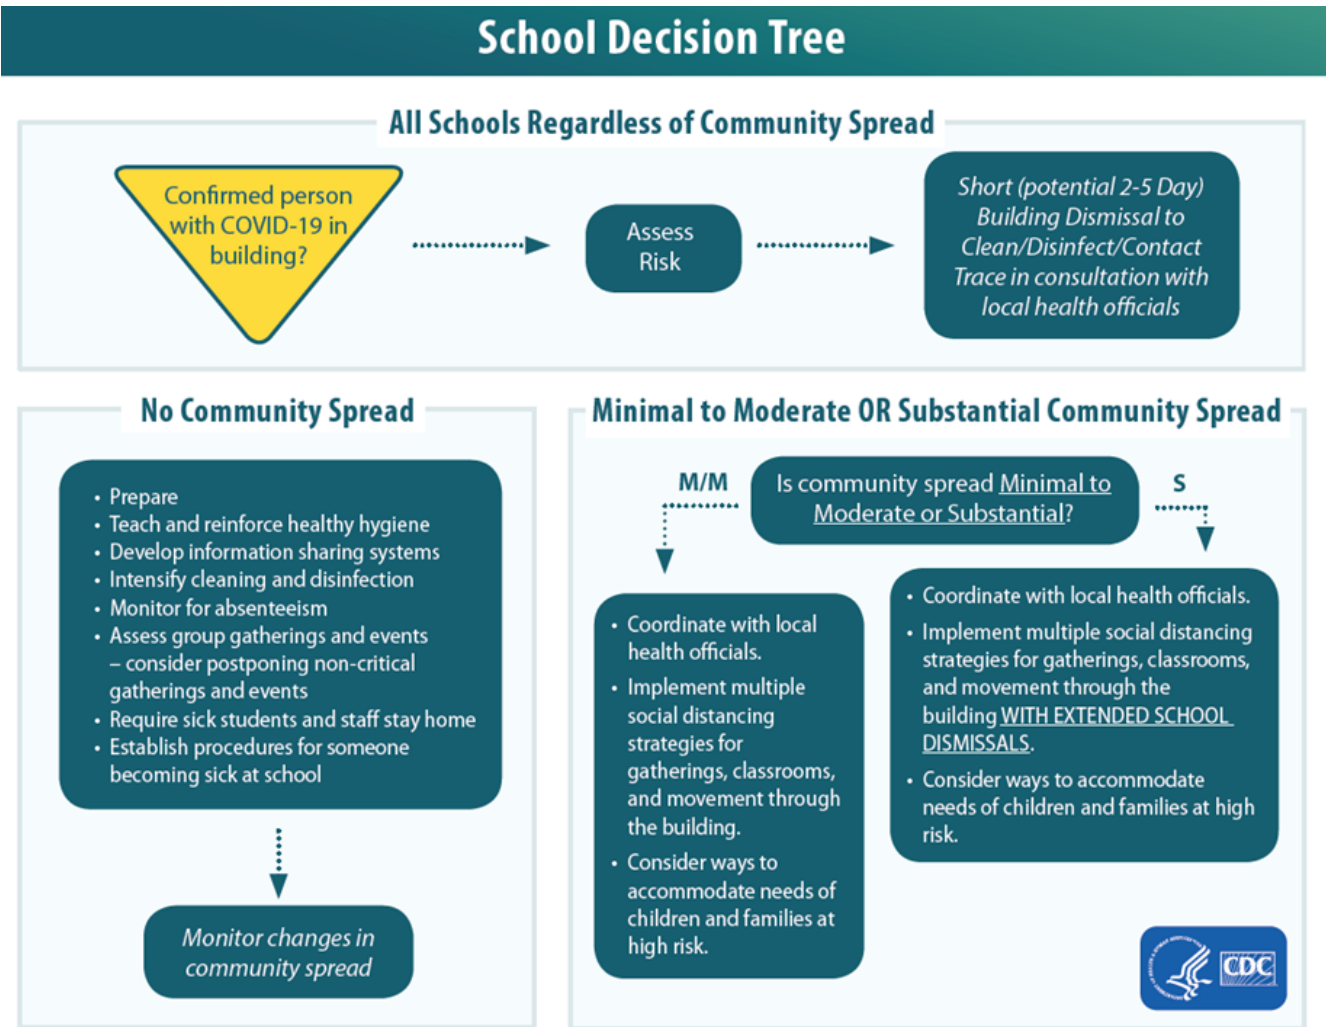 School Decision Tree
All Schools Regardless of Community Spread
Confirmed person
with COVID-19 in
building?
Assess
Risk
Short (potential 2-5 Day)
Building Dismissal to
Clean/Disinfect/Contact
Trace in consultation with
local health officials
No Community Spread
• Prepare
• Teach and reinforce healthy hygiene
• Develop information sharing systems
• Intensify cleaning and disinfection
• Monitor for absenteeism
• Assess group gatherings and events
– consider postponing non-critical
gatherings and events
• Require sick students and staff stay home
• Establish procedures for someone
becoming sick at school
Monitor changes in
community spread
Minimal to Moderate OR Substantial Community Spread
M/M
Is community spread Minimal to
Moderate or Substantial?
S
• Coordinate with local
health officials.
• Implement multiple
social distancing
strategies for
gatherings, classrooms,
and movement through
the building.
• Consider ways to
accommodate needs of
children and families at
high risk.
• Coordinate with local health officials.
• Implement multiple social distancing
strategies for gatherings, classrooms,
and movement through the
building WITH EXTENDED SCHOOL
DISMISSALS.
• Consider ways to accommodate
needs of children and families at high
risk.
CDC